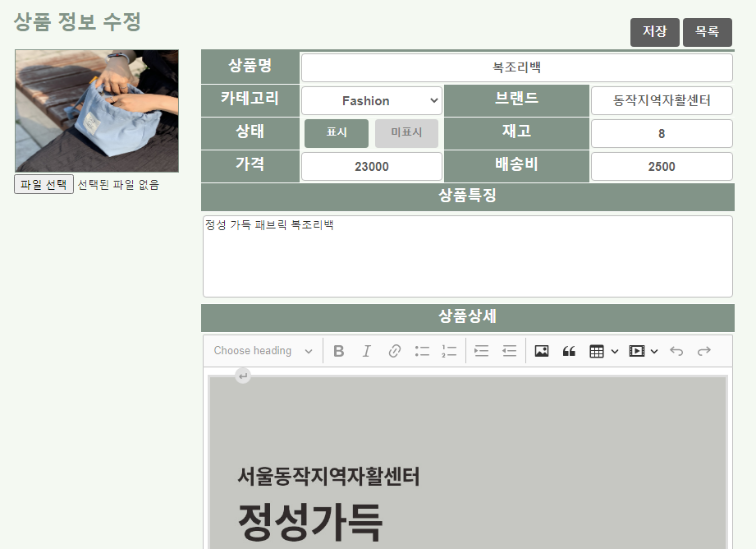 상품 정보 수정
저장 목록
파일 선택 선택된 파일 없음
상품명 복조리백
카테고리 Fashion 브랜드 동작지역자활센터
상태 표시 미표시 재고 8
가격 23000 배송비 2500
상품특징
정성 가득 패브릭 복조리백
상품상세
Choose heading
서울동작지역자활센터
정성가득